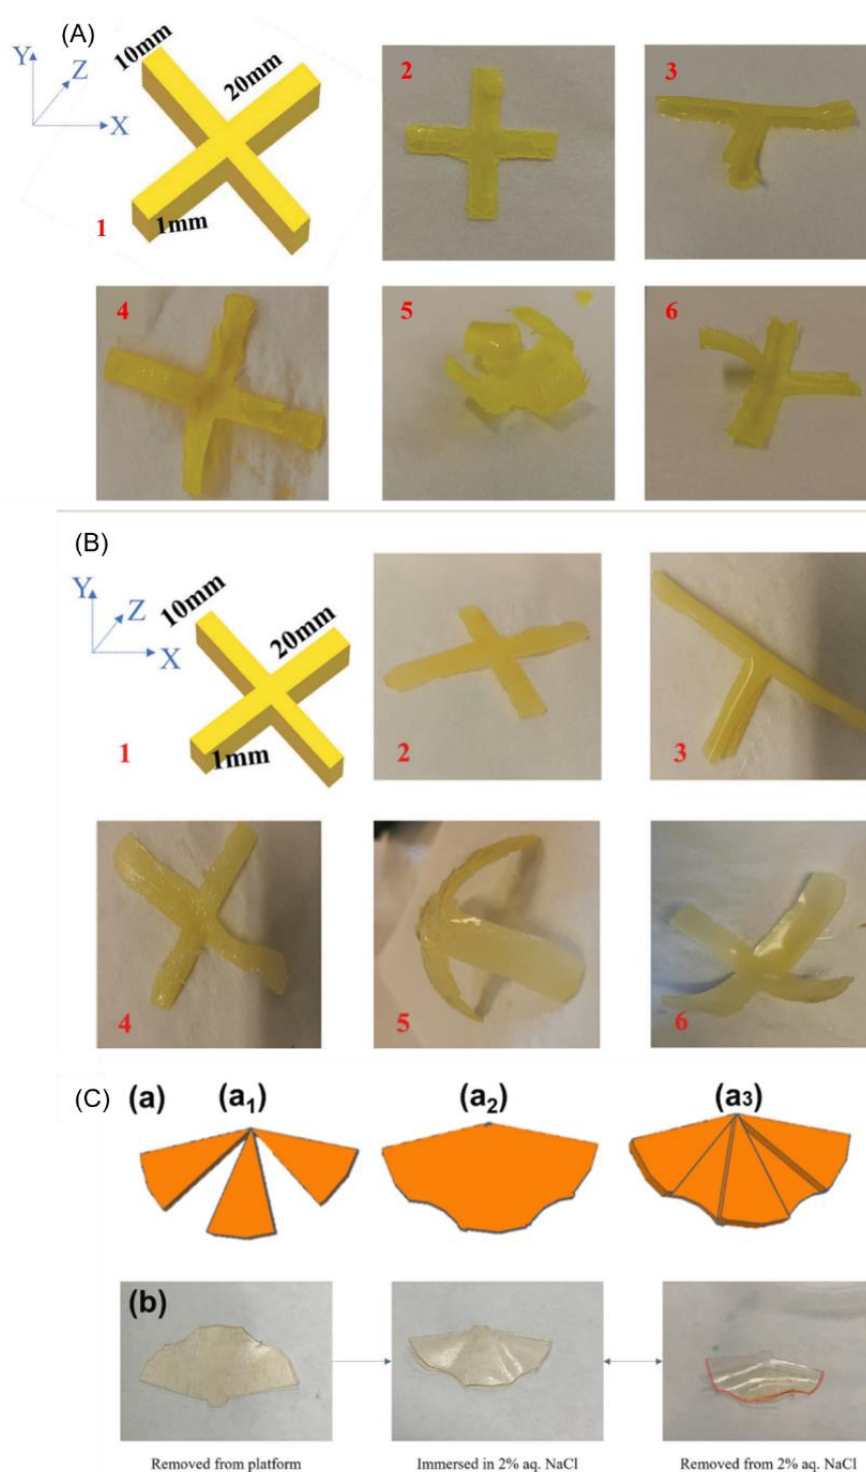 (A)
Y
Z
X
10mm
20mm
1mm
1
2
3
4
5
6
(B)
Y
Z
X
10mm
20mm
1mm
1
2
3
4
5
6
(C)
(a) (a1) (a2) (a3)
(b)
Removed from platform
Immersed in 2% aq. NaCl
Removed from 2% aq. NaCl